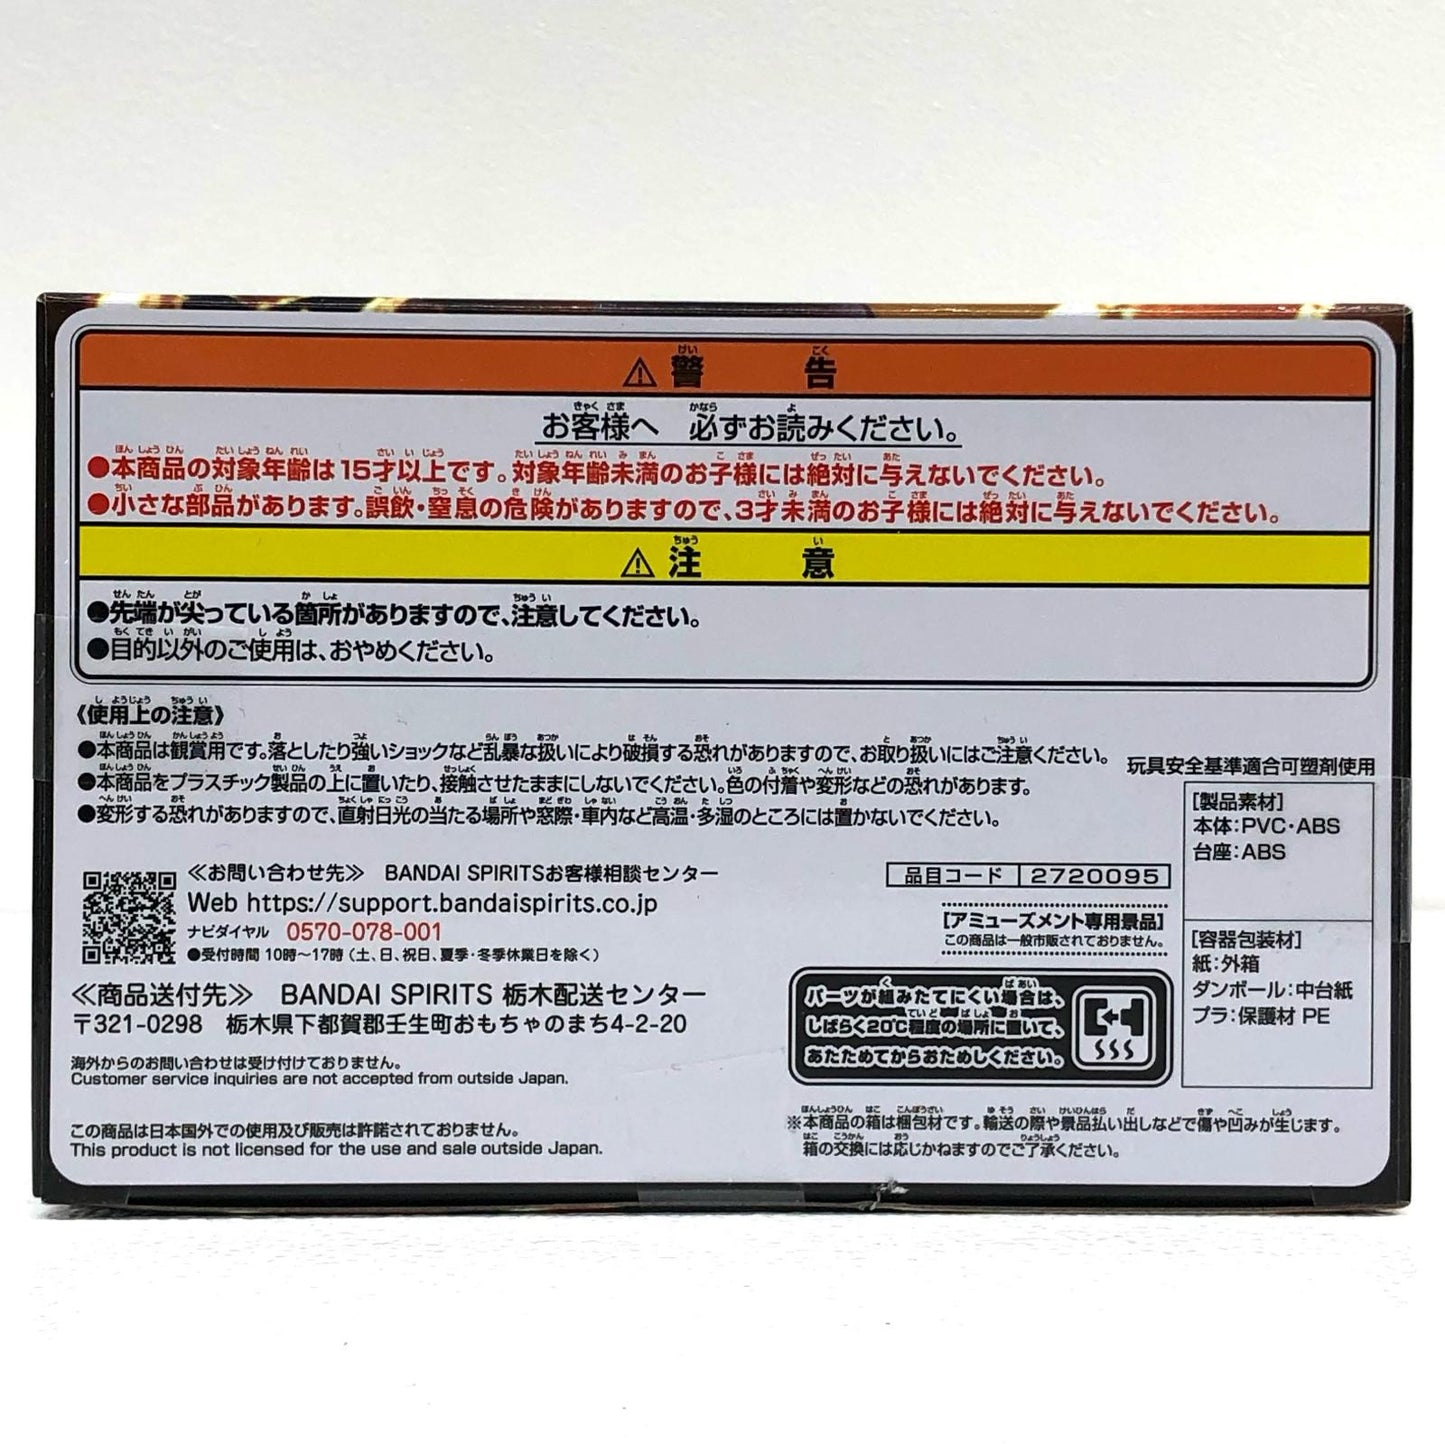 ⚠警告
お客様へ 必ずお読みください。
●本商品の対象年齢は15才以上です。対象年齢未満のお子様には絶対に与えないでください。
●小さな部品があります。誤飲・窒息の危険がありますので、3才未満のお子様には絶対に与えないでください。
⚠注意
●先端が尖っている箇所がありますので、注意してください。
●目的以外のご使用は、おやめください。
《使用上の注意》
●本商品は観賞用です。落としたり強いショックなど乱暴な扱いにより破損する恐れがありますので、お取り扱いにはご注意ください。
●本商品をプラスチック製品の上に置いたり、接触させたままにしないでください。色の付着や変形などの恐れがあります。
●変形する恐れがありますので、直射日光の当たる場所や窓際・車内など高温・多湿のところには置かないでください。
玩具安全基準適合可塑剤使用
[製品素材]
本体:PVC・ABS
台座:ABS
[容器包装材]
紙:外箱
ダンボール:中台紙
プラ:保護材 PE
≪お問い合わせ先≫ BANDAI SPIRITSお客様相談センター
Web https://support.bandaispirits.co.jp
ナビダイヤル 0570-078-001
●受付時間 10時〜17時(土、日、祝日、夏季・冬季休業日を除く)
≪商品送付先≫ BANDAI SPIRITS 栃木配送センター
〒321-0298 栃木県下都賀郡壬生町おもちゃのまち4-2-20
海外からのお問い合わせは受け付けておりません。
Customer service inquiries are not accepted from outside Japan.
この商品は日本国外での使用及び販売は許諾されておりません。
This product is not licensed for the use and sale outside Japan.
品目コード 2720095
[アミューズメント専用景品]
この商品は一般市販されておりません。
パーツが組みたてにくい場合は、
しばらく20℃程度の場所に置いて、
あたためてからおためしください。
※本商品の箱は梱包材です。輸送の際や景品払い出しなどで傷や凹みが生じます。
箱の交換には応じかねますのでご了承ください。